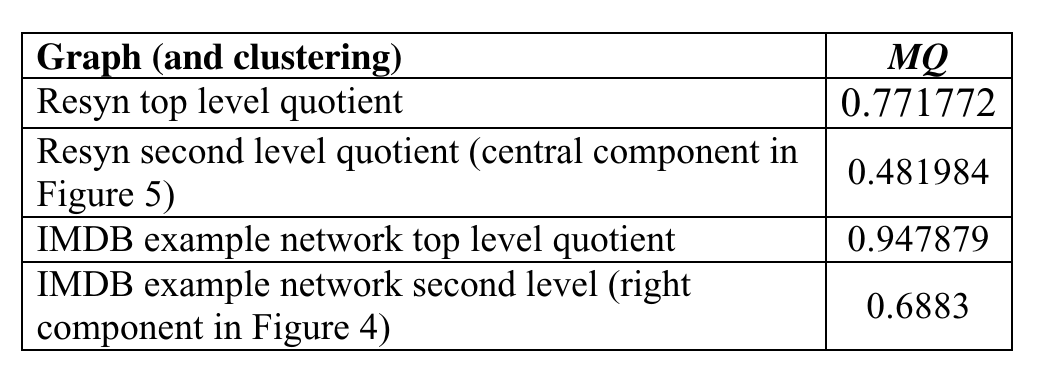 Graph (and clustering) MQ
Resyn top level quotient 0.771772
Resyn second level quotient (central component in
Figure 5) 0.481984
IMDB example network top level quotient 0.947879
IMDB example network second level (right
component in Figure 4) 0.6883